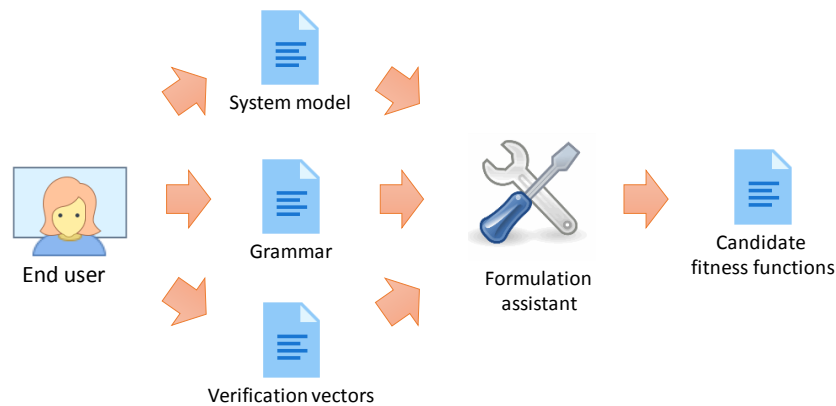 System model
End user
Grammar
Formulation
assistant
Candidate
fitness functions
Verification vectors